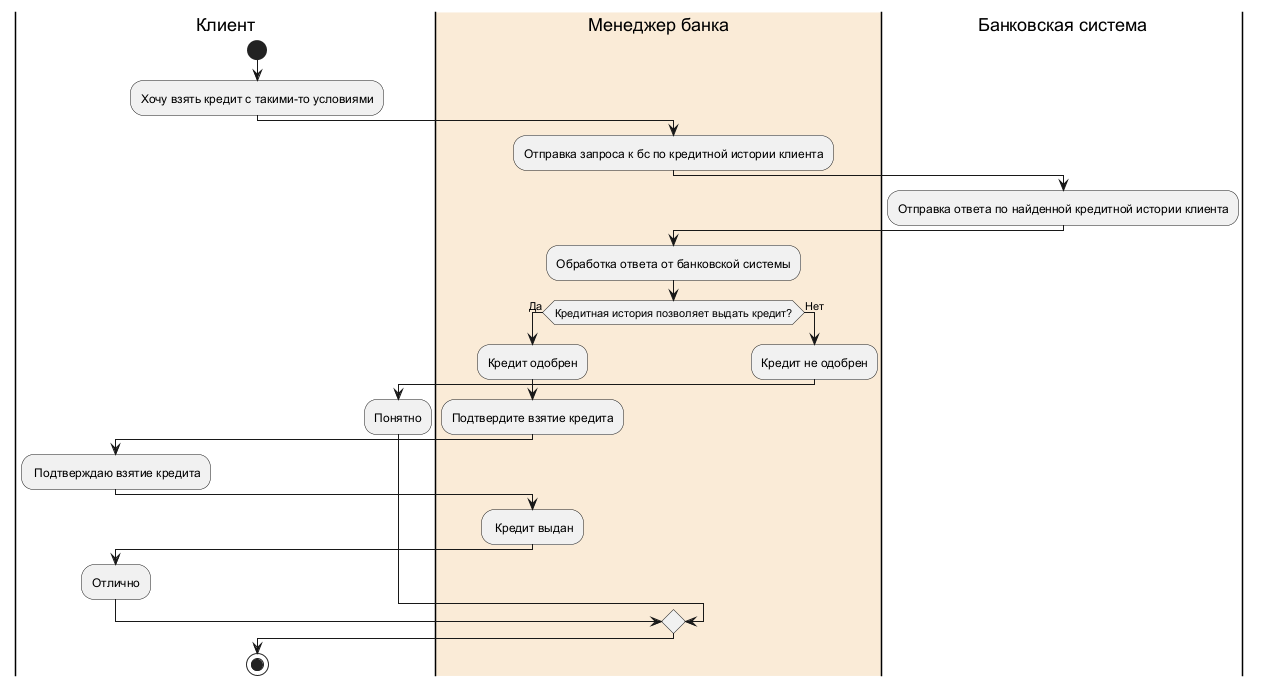 Клиент
Менеджер банка
Банковская система
Хочу взять кредит с такими-то условиями
Отправка запроса к бс по кредитной истории клиента
Отправка ответа по найденной кредитной истории клиента
Обработка ответа от банковской системы
Да
Кредитная история позволяет выдать кредит?
Нет
Кредит одобрен
Кредит не одобрен
Понятно
Подтвердите взятие кредита
Подтверждаю взятие кредита
Кредит выдан
Отлично